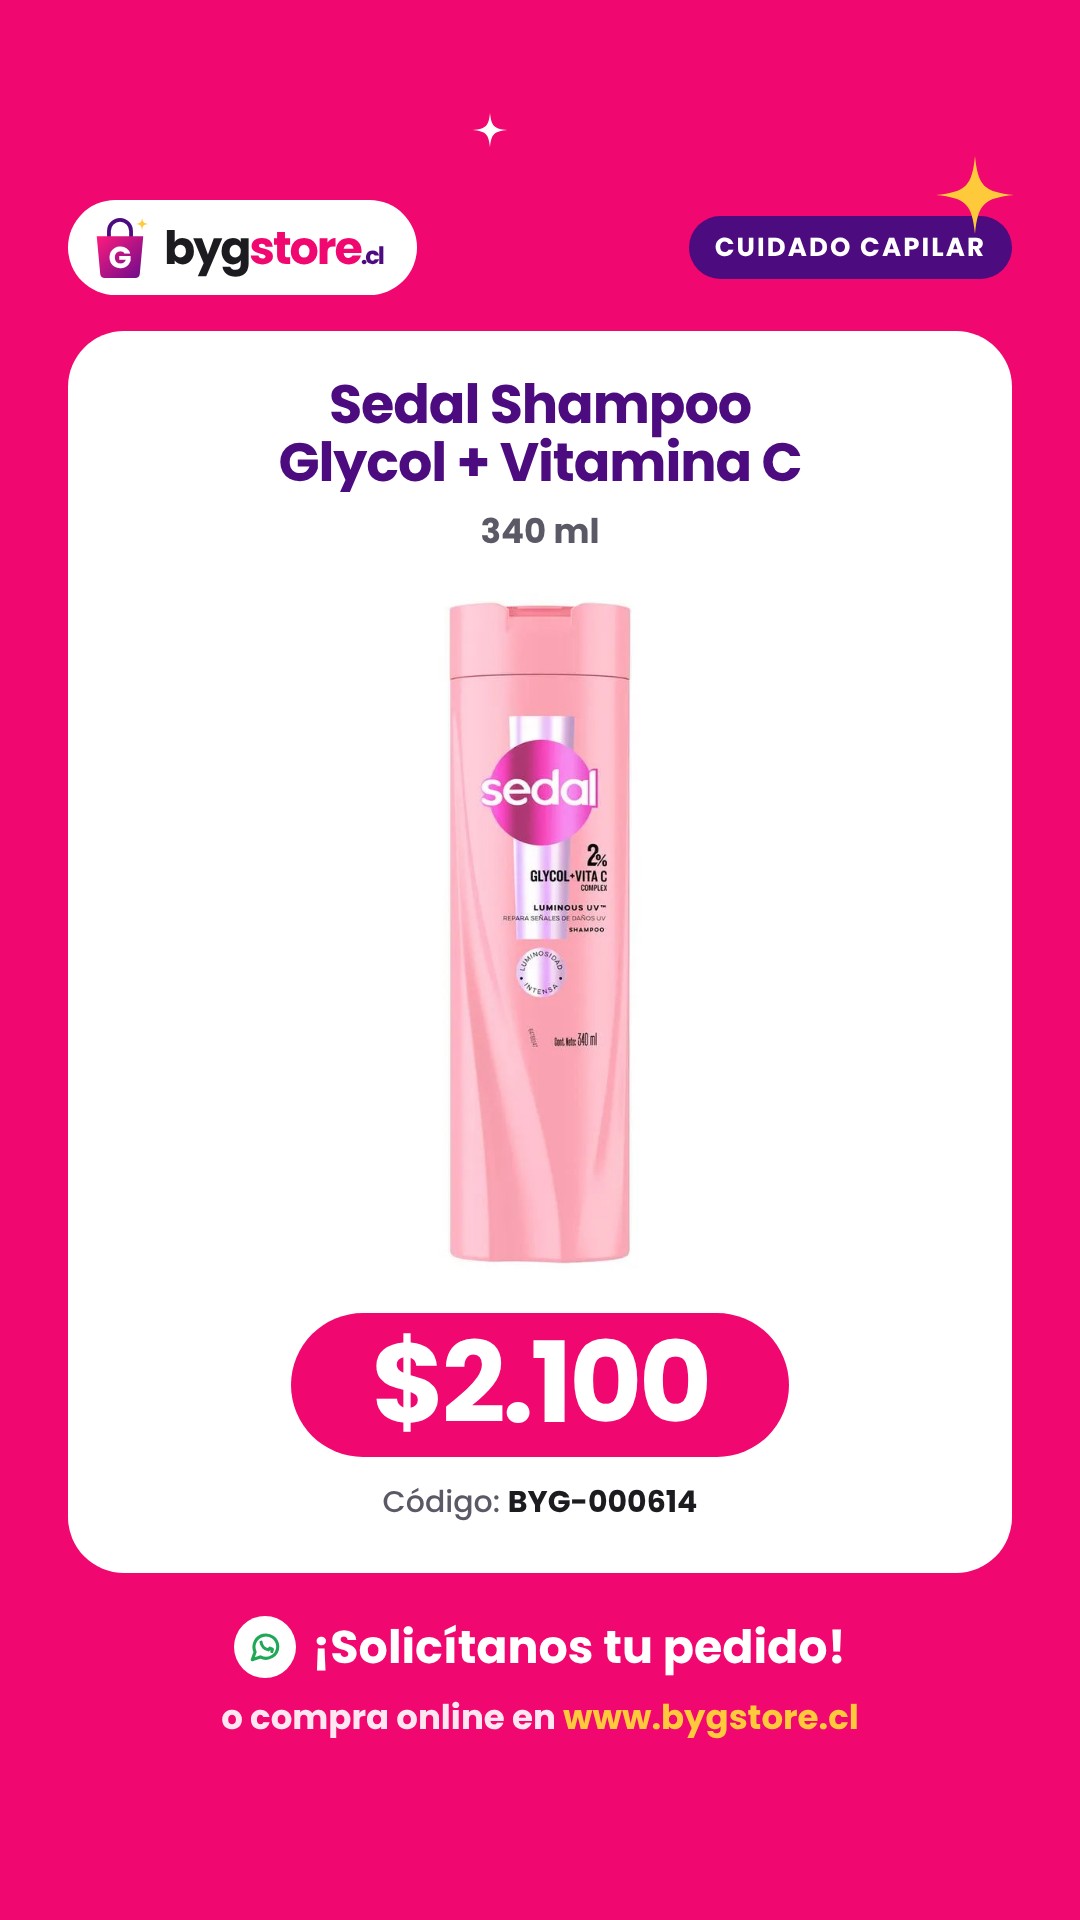 G bygstore.cl
CUIDADO CAPILAR
Sedal Shampoo
Glycol + Vitamina C
340 ml
sedal
2%
GLYCOL+VITA C
COMPLEX
LUMINOUS UV™
REPARA SEÑALES DE DAÑOS UV
SHAMPOO
LUMINOSIDAD
INTENSA
Cont. Neto: 340 ml
$2.100
Código: BYG-000614
¡Solicítanos tu pedido!
o compra online en www.bygstore.cl